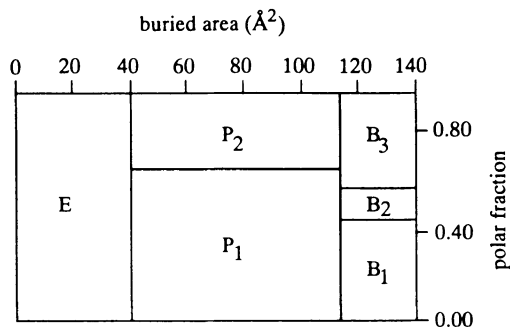 buried area (Å²)
0 20 40 60 80 100 120 140
P₂
B₃
0.80
E
B₂
0.40
P₁
B₁
0.00
polar fraction